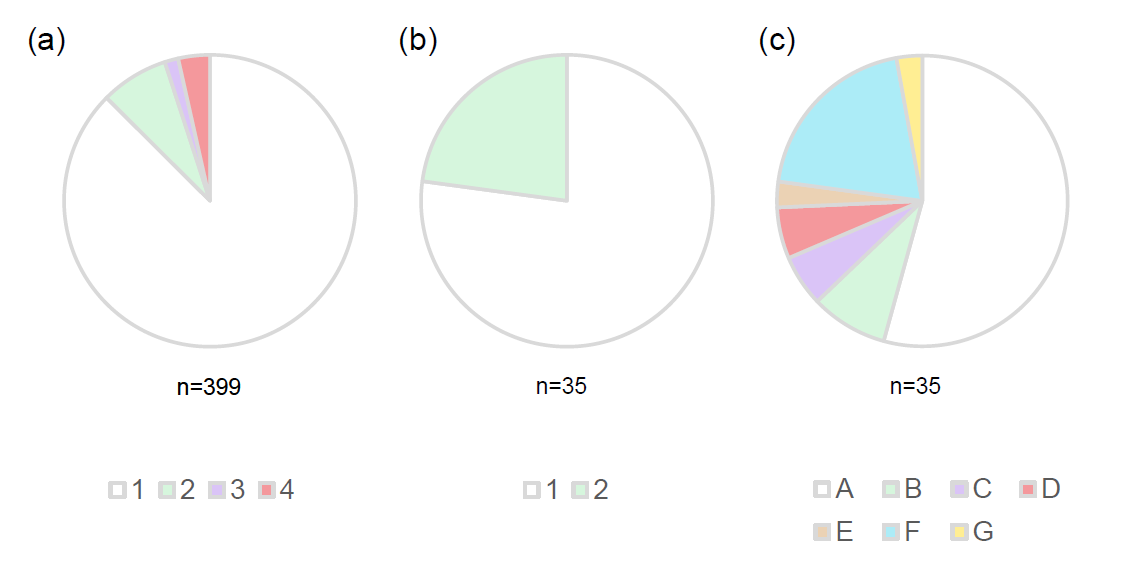 (a) (b) (c)
n=399 n=35 n=35
1 2 3 4 1 2 A B C D
E F G